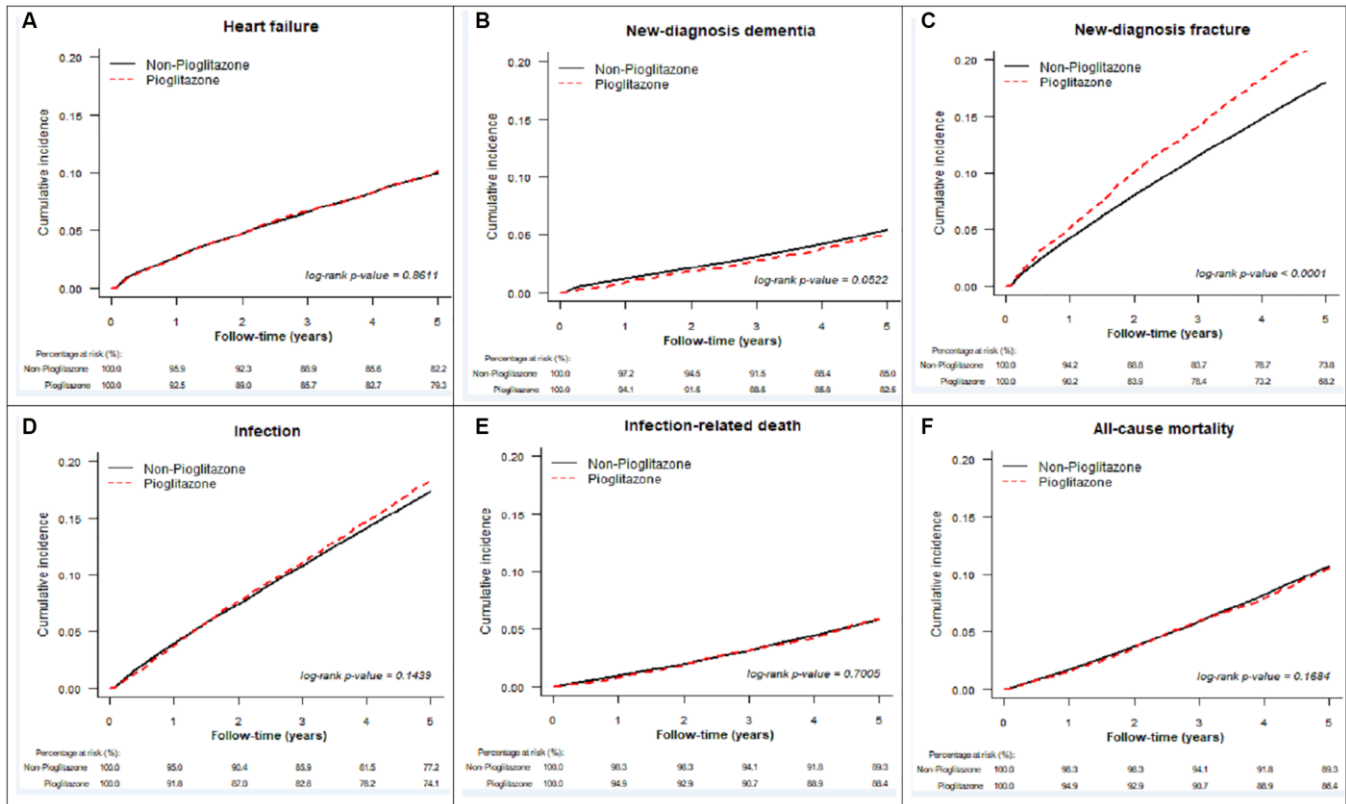 A
Heart failure
0.20
0.15
0.10
0.05
0.00
Cumulative incidence
Non-Pioglitazone
Pioglitazone
log-rank p-value = 0.8611
0 1 2 3 4 5
Follow-time (years)
Percentage at risk (%):
Non-Pioglitazone 100.0 95.9 92.3 88.9 85.6 82.2
Pioglitazone 100.0 92.5 89.0 85.7 82.7 79.3
B
New-diagnosis dementia
0.20
0.15
0.10
0.05
0.00
Cumulative incidence
Non-Pioglitazone
Pioglitazone
log-rank p-value = 0.0522
0 1 2 3 4 5
Follow-time (years)
Percentage at risk (%):
Non-Pioglitazone 100.0 97.2 94.5 91.5 88.4 85.0
Pioglitazone 100.0 94.1 91.5 88.5 85.8 82.5
C
New-diagnosis fracture
0.20
0.15
0.10
0.05
0.00
Cumulative incidence
Non-Pioglitazone
Pioglitazone
log-rank p-value < 0.0001
0 1 2 3 4 5
Follow-time (years)
Percentage at risk (%):
Non-Pioglitazone 100.0 94.2 88.8 83.7 78.7 73.8
Pioglitazone 100.0 90.2 83.9 78.4 73.2 68.2
D
Infection
0.20
0.15
0.10
0.05
0.00
Cumulative incidence
Non-Pioglitazone
Pioglitazone
log-rank p-value = 0.1439
0 1 2 3 4 5
Follow-time (years)
Percentage at risk (%):
Non-Pioglitazone 100.0 95.0 90.4 85.9 81.5 77.2
Pioglitazone 100.0 91.8 87.0 82.8 78.2 74.1
E
Infection-related death
0.20
0.15
0.10
0.05
0.00
Cumulative incidence
Non-Pioglitazone
Pioglitazone
log-rank p-value = 0.7005
0 1 2 3 4 5
Follow-time (years)
Percentage at risk (%):
Non-Pioglitazone 100.0 98.3 96.3 94.1 91.8 89.3
Pioglitazone 100.0 94.9 92.9 90.7 88.9 86.4
F
All-cause mortality
0.20
0.15
0.10
0.05
0.00
Cumulative incidence
Non-Pioglitazone
Pioglitazone
log-rank p-value = 0.1684
0 1 2 3 4 5
Follow-time (years)
Percentage at risk (%):
Non-Pioglitazone 100.0 98.3 96.3 94.1 91.8 89.3
Pioglitazone 100.0 94.9 92.9 90.7 88.9 86.4